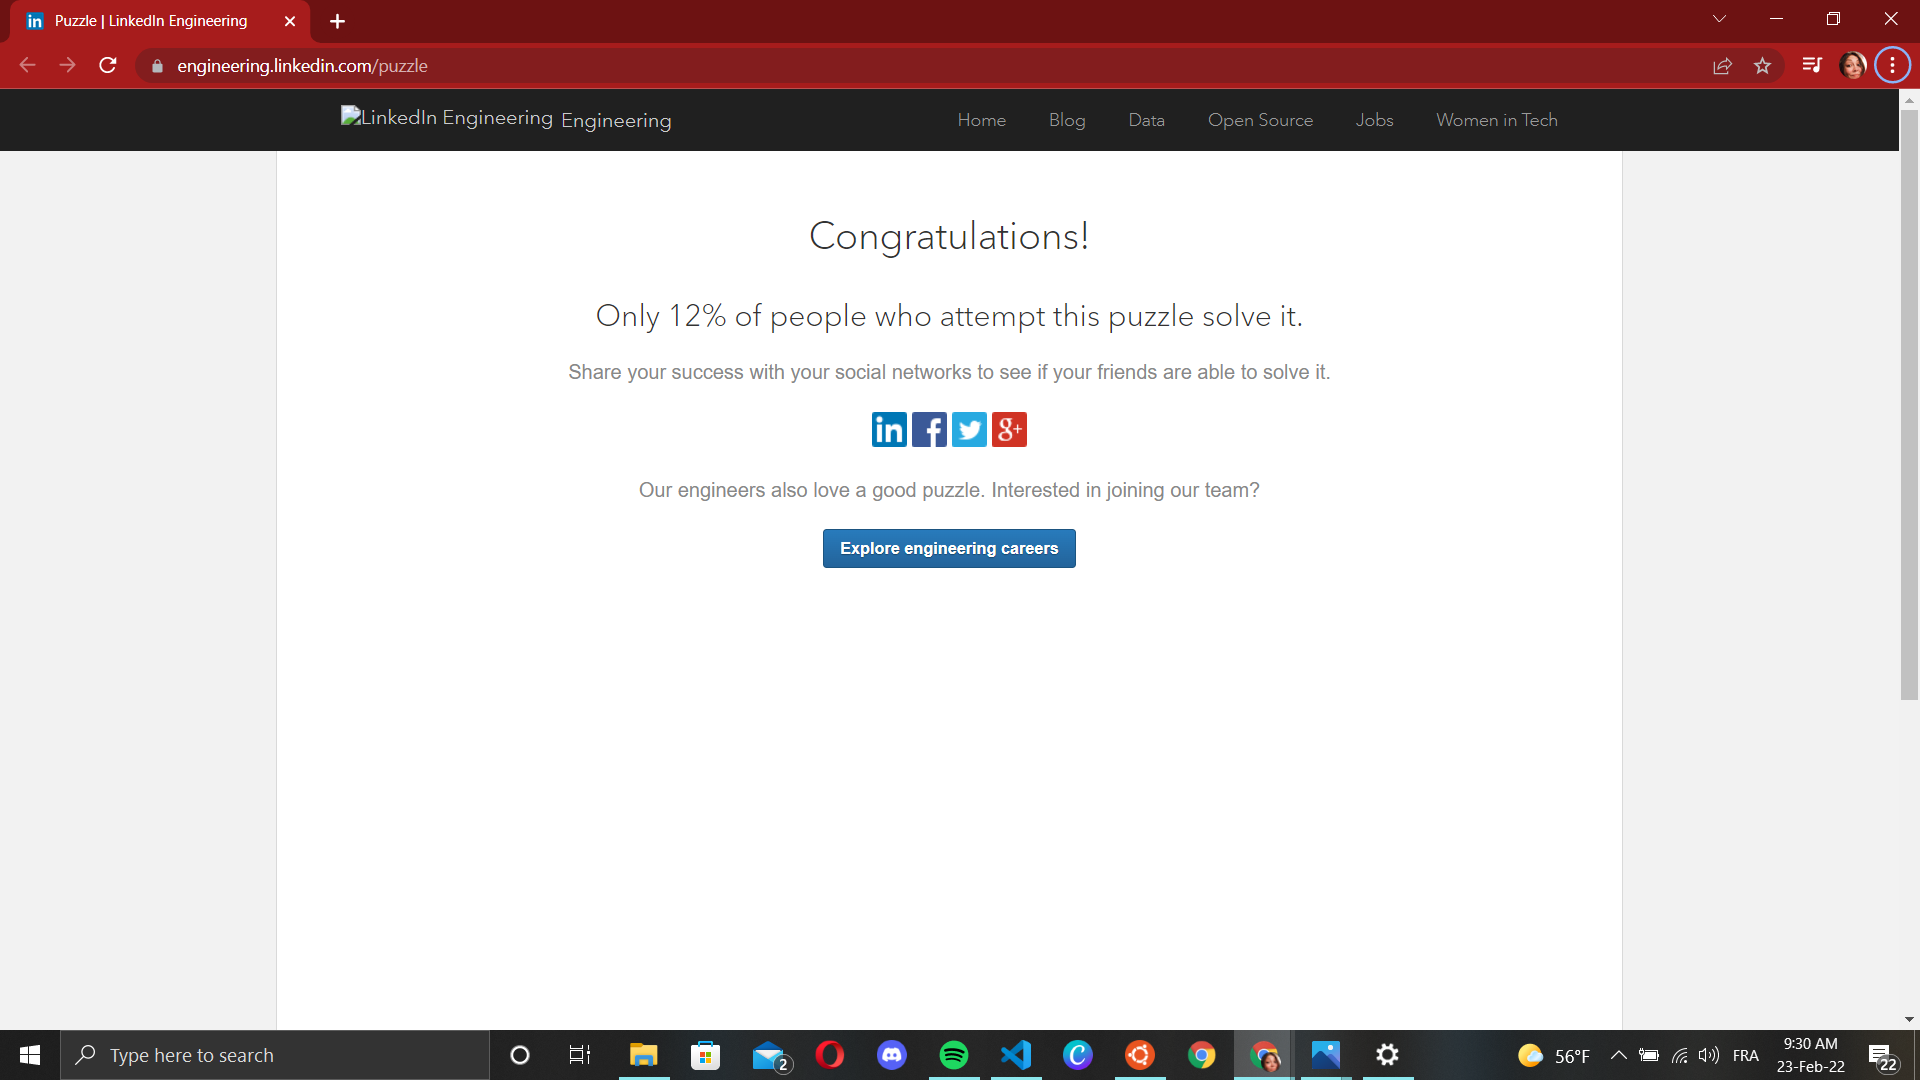 Puzzle | LinkedIn Engineering
engineering.linkedin.com/puzzle
LinkedIn Engineering Engineering Home Blog Data Open Source Jobs Women in Tech
Congratulations!
Only 12% of people who attempt this puzzle solve it.
Share your success with your social networks to see if your friends are able to solve it.
in f g+
Our engineers also love a good puzzle. Interested in joining our team?
Explore engineering careers
Type here to search
2
56°F
FRA
9:30 AM
23-Feb-22
22